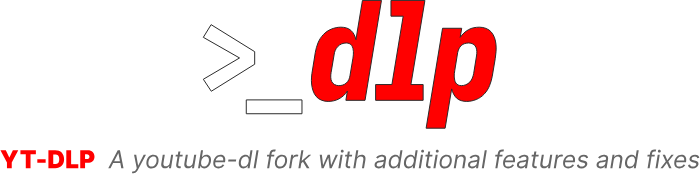 >_dlp
YT-DLP A youtube-dl fork with additional features and fixes